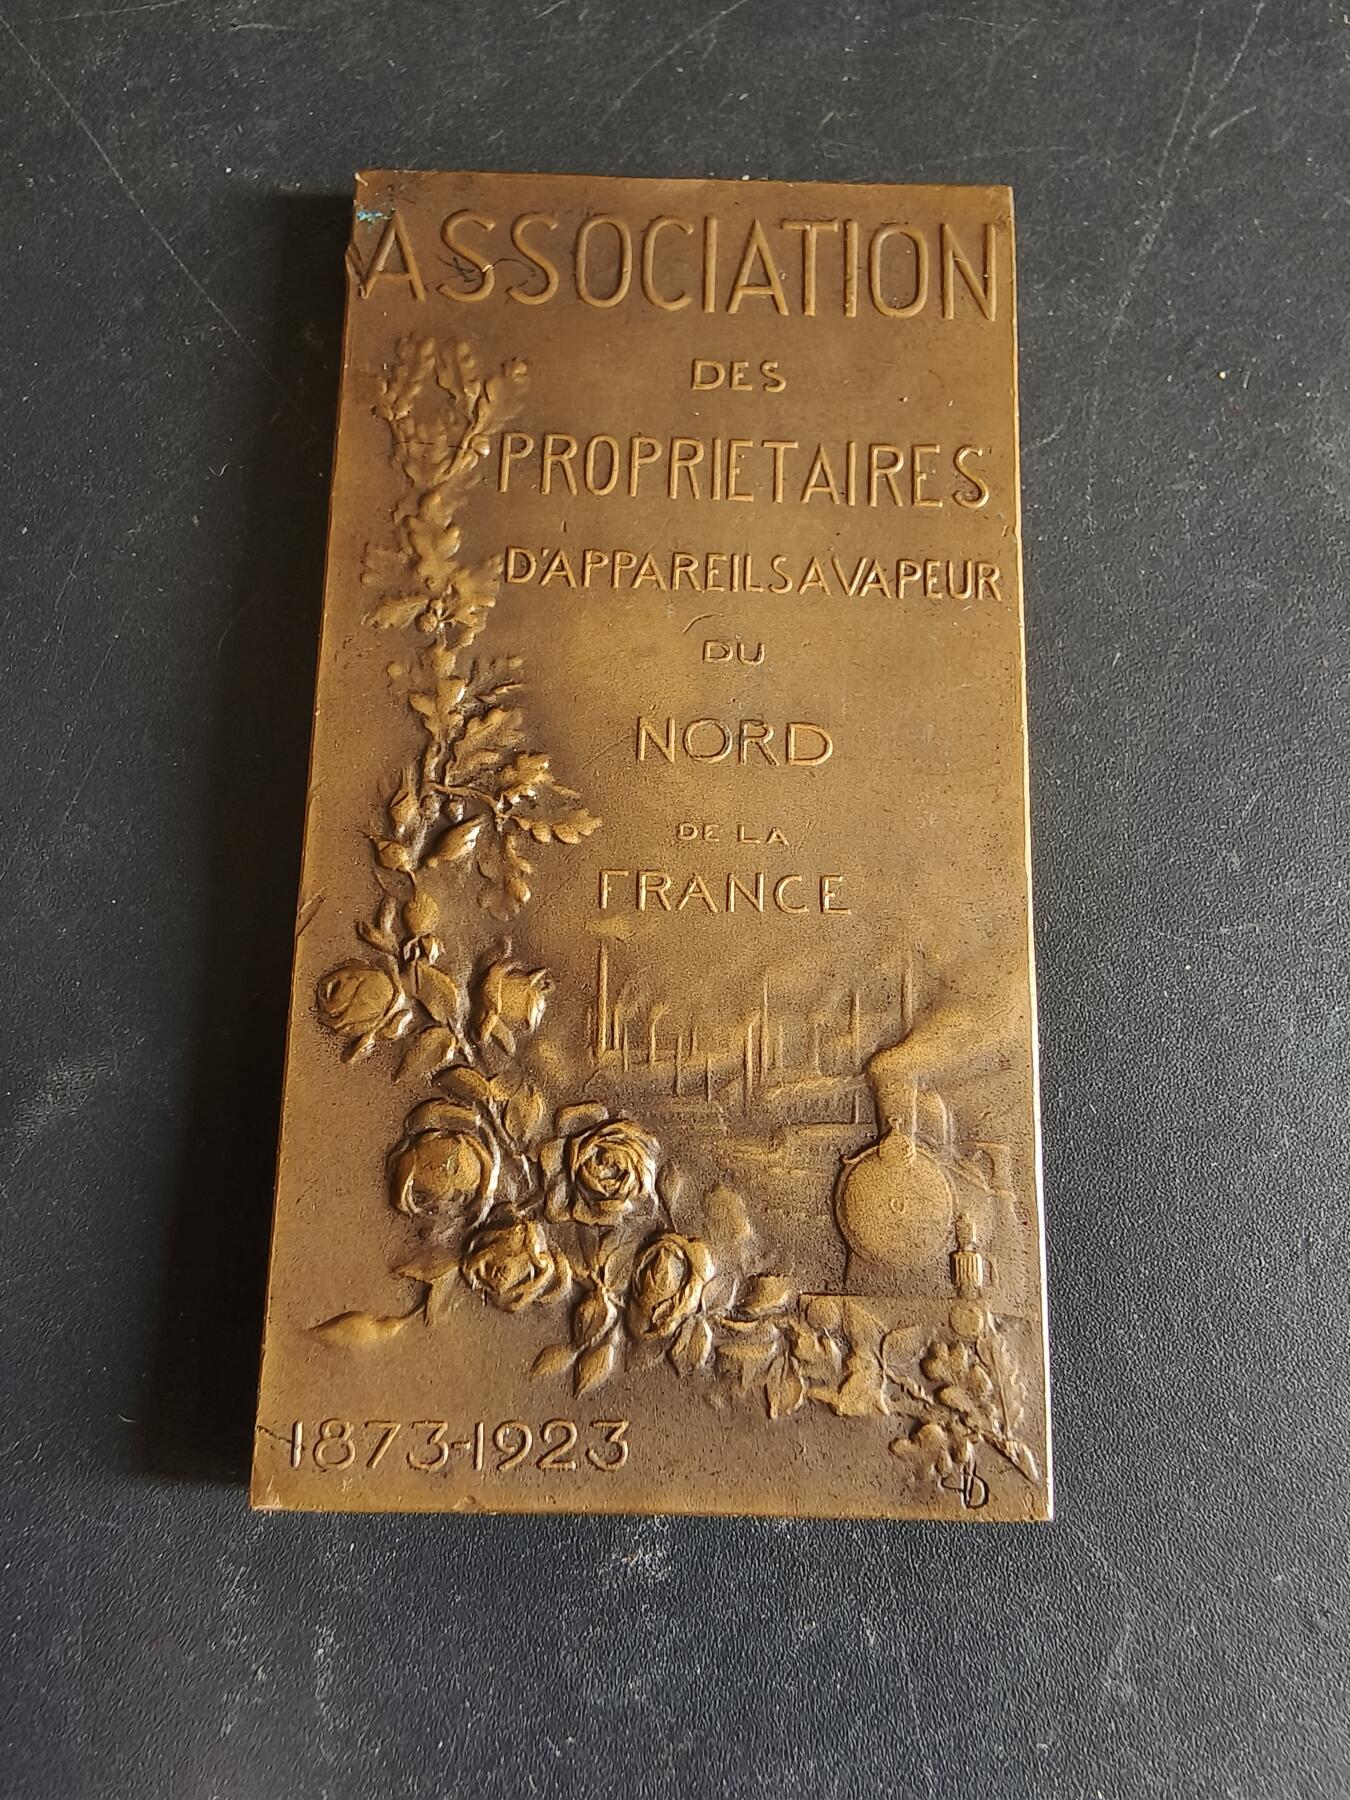 ASSOCIATION
DES
PROPRIETAIRES
D'APPAREILS A VAPEUR
DU
NORD
DE LA
FRANCE
1873-1923